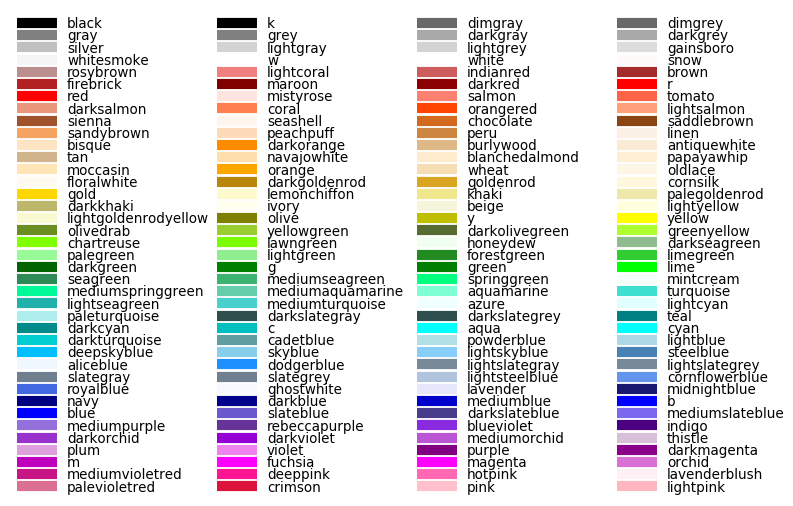 black k dimgray dimgrey
gray grey darkgray darkgrey
silver lightgray lightgrey gainsboro
whitesmoke w white snow
rosybrown lightcoral indianred brown
firebrick maroon darkred r
red mistyrose salmon tomato
darksalmon coral orangered lightsalmon
sienna seashell chocolate saddlebrown
sandybrown peachpuff peru linen
bisque darkorange burlywood antiquewhite
tan navajowhite blanchedalmond papayawhip
moccasin orange wheat oldlace
floralwhite darkgoldenrod goldenrod cornsilk
gold lemonchiffon khaki palegoldenrod
darkkhaki ivory beige lightyellow
lightgoldenrodyellow olive y yellow
olivedrab yellowgreen darkolivegreen greenyellow
chartreuse lawngreen honeydew darkseagreen
palegreen lightgreen forestgreen limegreen
darkgreen g green lime
seagreen mediumseagreen springgreen mintcream
mediumspringgreen mediumaquamarine aquamarine turquoise
lightseagreen mediumturquoise azure lightcyan
paleturquoise darkslategray darkslategrey teal
darkcyan c aqua cyan
darkturquoise cadetblue powderblue lightblue
deepskyblue skyblue lightskyblue steelblue
aliceblue dodgerblue lightslategray lightslategrey
slategray slategrey lightsteelblue cornflowerblue
royalblue ghostwhite lavender midnightblue
navy darkblue mediumblue b
blue slateblue darkslateblue mediumslateblue
mediumpurple rebeccapurple blueviolet indigo
darkorchid darkviolet mediumorchid thistle
plum violet purple darkmagenta
m fuchsia magenta orchid
mediumvioletred deeppink hotpink lavenderblush
palevioletred crimson pink lightpink